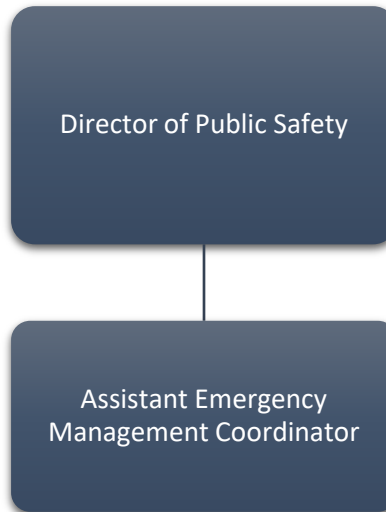 Director of Public Safety
Assistant Emergency
Management Coordinator